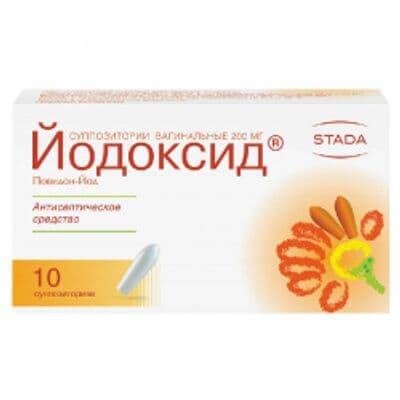 СУППОЗИТОРИИ ВАГИНАЛЬНЫЕ 200 МГ
ЙОДОКСИД®
STADA
Повидон-Йод
Антисептическое
средство
10
суппозиториев